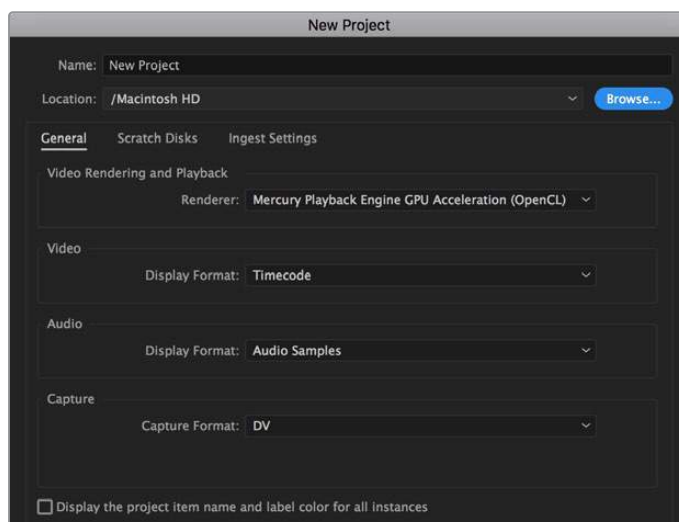 New Project
Name: New Project
Location: /Macintosh HD Browse...
General Scratch Disks Ingest Settings
Video Rendering and Playback
Renderer: Mercury Playback Engine GPU Acceleration (OpenCL)
Video
Display Format: Timecode
Audio
Display Format: Audio Samples
Capture
Capture Format: DV
Display the project item name and label color for all instances